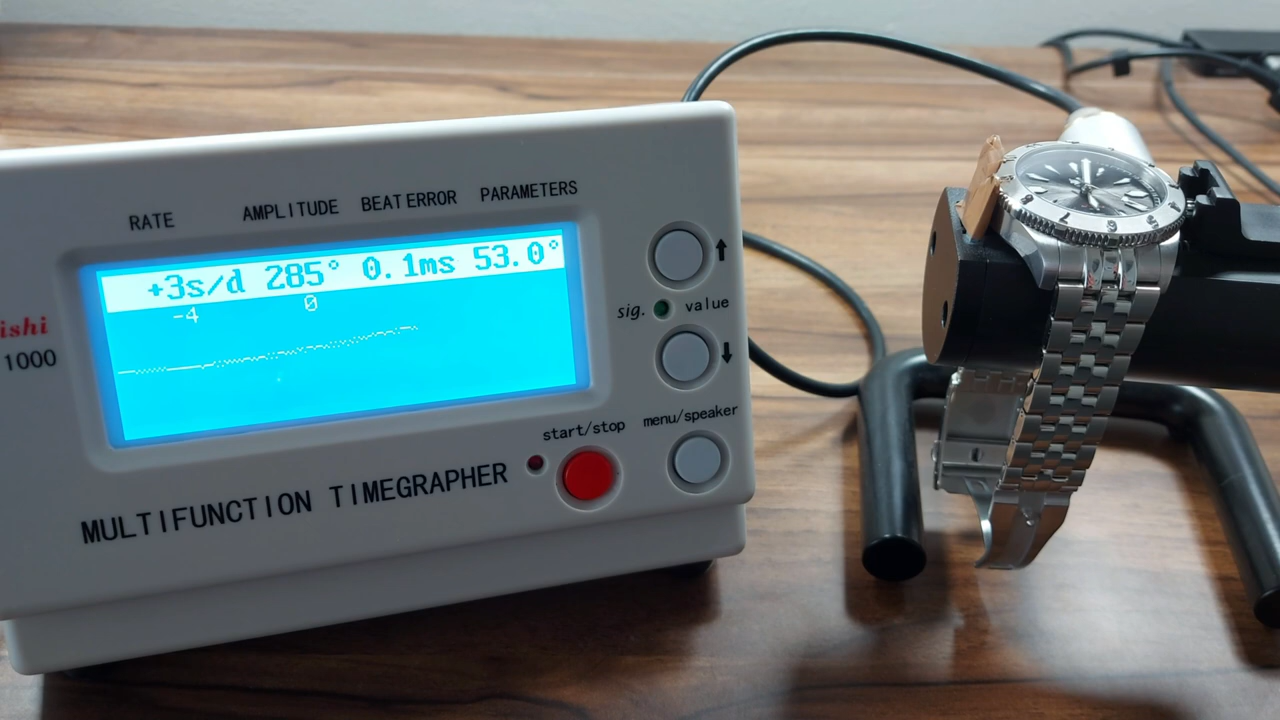 RATE AMPLITUDE BEAT ERROR PARAMETERS
+3s/d 285° 0.1ms 53.0°
-4 0
ishi
1000
sig. value
start/stop menu/speaker
MULTIFUNCTION TIMEGRAPHER